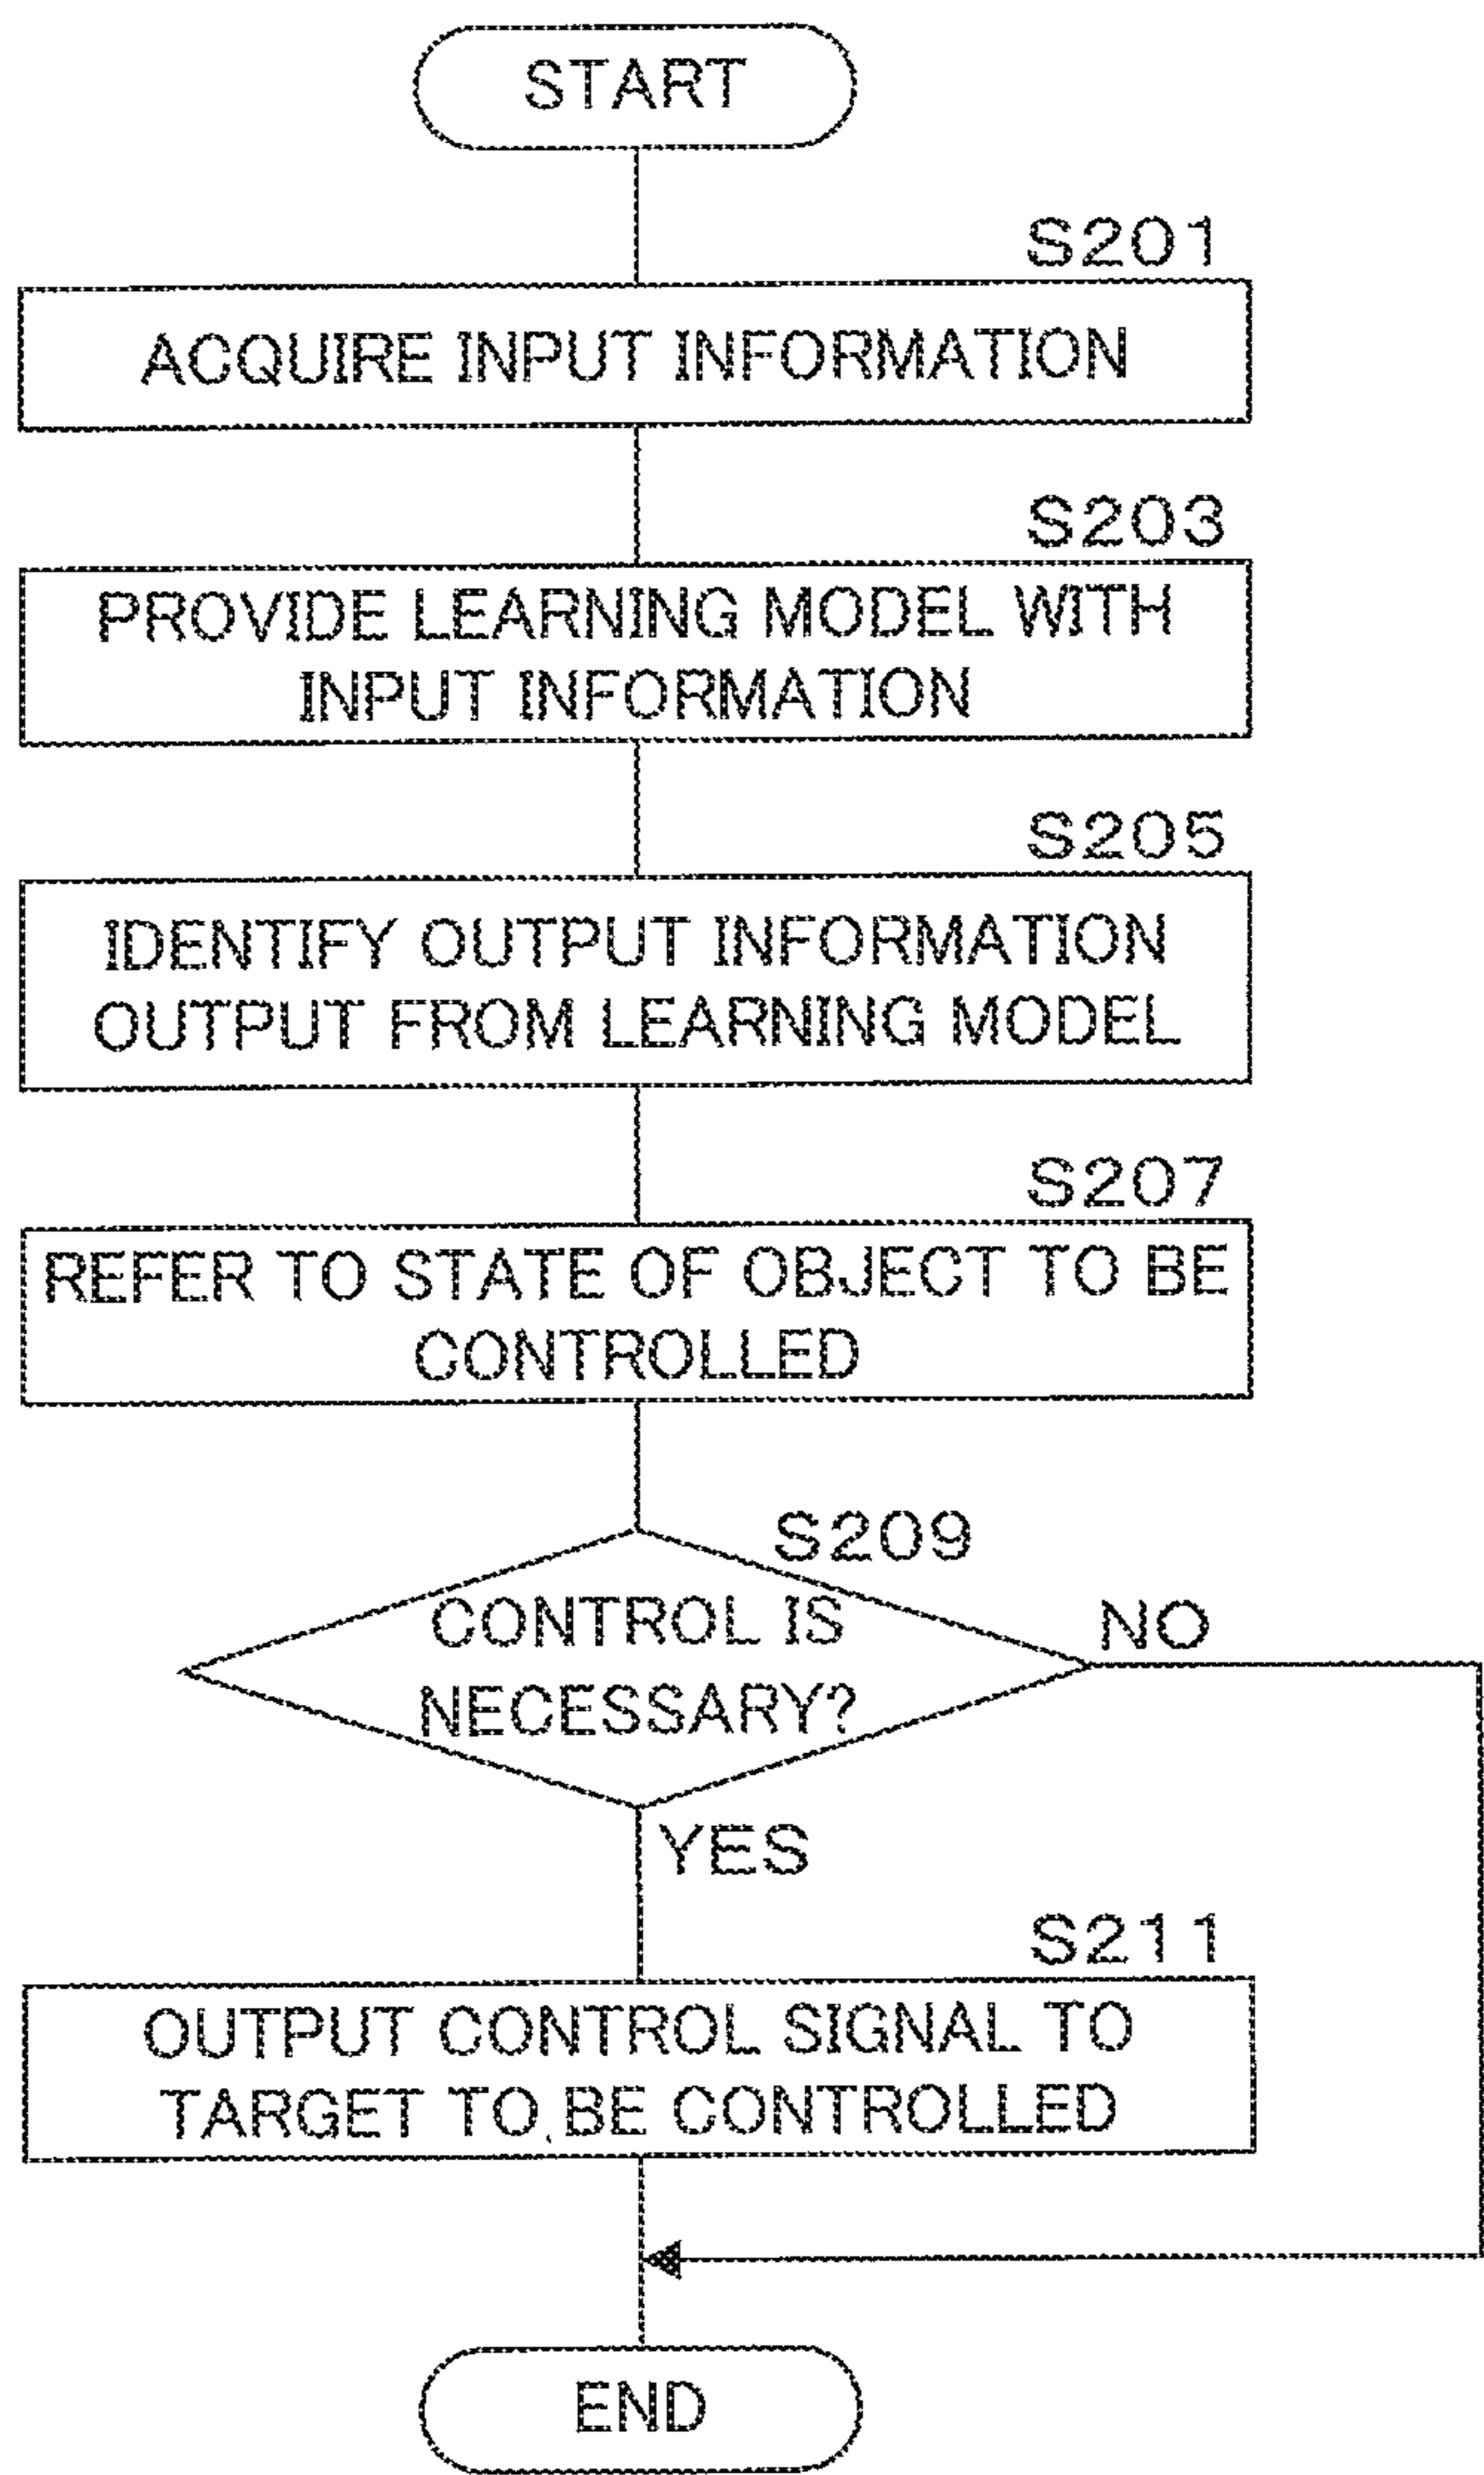 START
S201
ACQUIRE INPUT INFORMATION
S203
PROVIDE LEARNING MODEL WITH
INPUT INFORMATION
S205
IDENTIFY OUTPUT INFORMATION
OUTPUT FROM LEARNING MODEL
S207
REFER TO STATE OF OBJECT TO BE
CONTROLLED
S209
CONTROL IS
NECESSARY?
NO
YES
S211
OUTPUT CONTROL SIGNAL TO
TARGET TO BE CONTROLLED
END